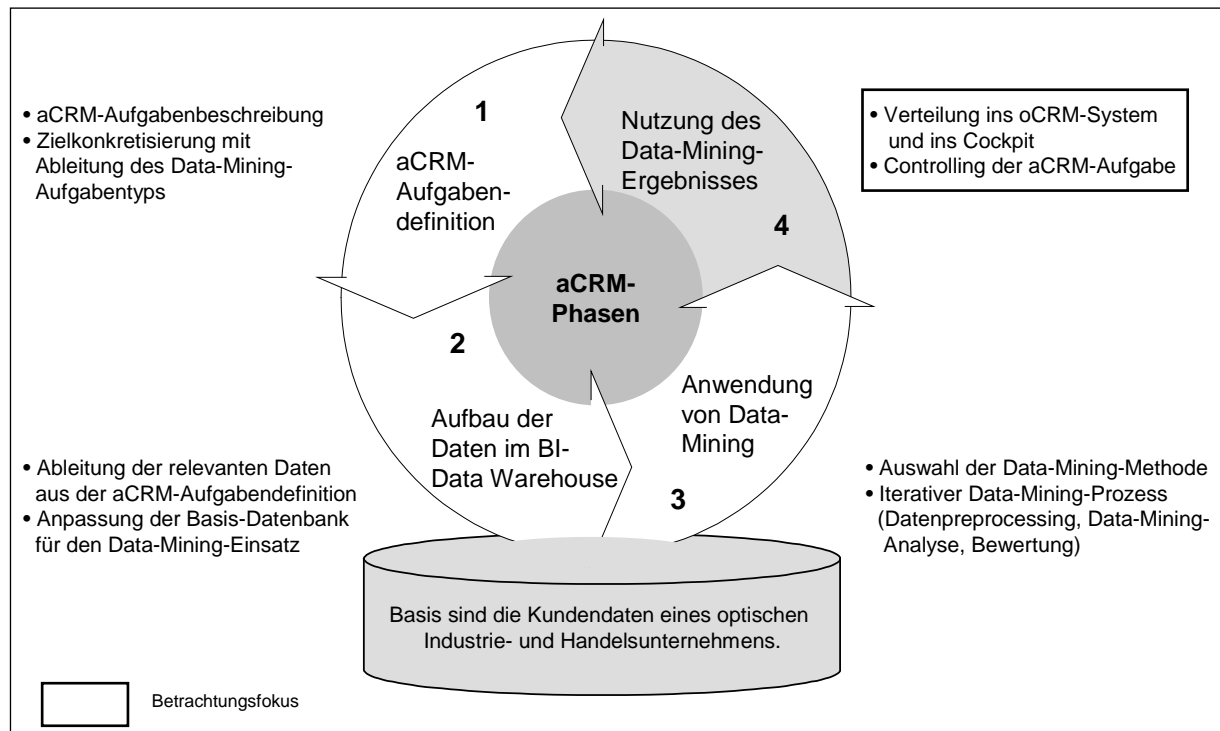 • aCRM-Aufgabenbeschreibung
• Zielkonkretisierung mit
Ableitung des Data-Mining-
Aufgabentyps
1
aCRM-
Aufgaben-
definition
Nutzung des
Data-Mining-
Ergebnisses
4
• Verteilung ins oCRM-System
und ins Cockpit
• Controlling der aCRM-Aufgabe
aCRM-
Phasen
2
Aufbau der
Daten im BI-
Data Warehouse
Anwendung
von Data-
Mining
3
• Ableitung der relevanten Daten
aus der aCRM-Aufgabendefinition
• Anpassung der Basis-Datenbank
für den Data-Mining-Einsatz
• Auswahl der Data-Mining-Methode
• Iterativer Data-Mining-Prozess
(Datenpreprocessing, Data-Mining-
Analyse, Bewertung)
Basis sind die Kundendaten eines optischen
Industrie- und Handelsunternehmens.
Betrachtungsfokus